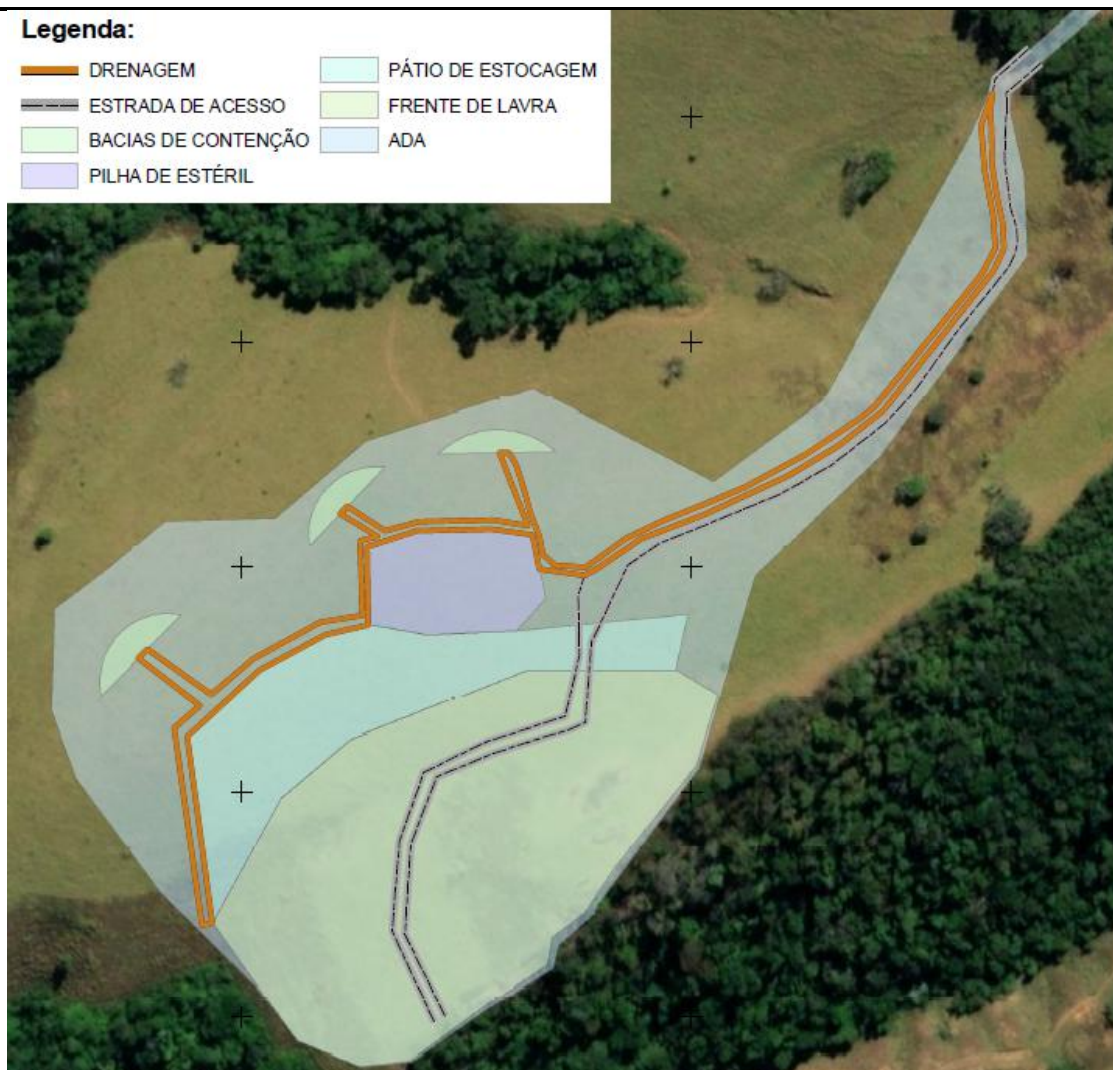 Legenda:
DRENAGEM
ESTRADA DE ACESSO
BACIAS DE CONTENÇÃO
PILHA DE ESTÉRIL
PÁTIO DE ESTOCAGEM
FRENTE DE LAVRA
ADA